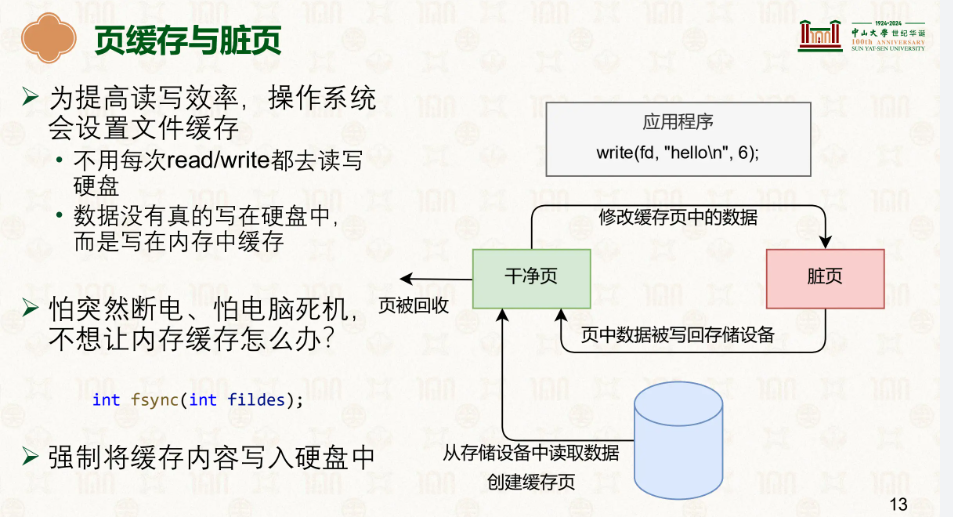 页缓存与脏页
1924-2024
中山大學 世纪华诞
100th ANNIVERSARY
SUN YAT-SEN UNIVERSITY
为提高读写效率，操作系统
会设置文件缓存
• 不用每次read/write都去读写
硬盘
• 数据没有真的写在硬盘中，
而是写在内存中缓存
怕突然断电、怕电脑死机，
不想让内存缓存怎么办？
int fsync(int fildes);
强制将缓存内容写入硬盘中
应用程序
write(fd, "hello\n", 6);
修改缓存页中的数据
干净页
脏页
页被回收
页中数据被写回存储设备
从存储设备中读取数据
创建缓存页
13